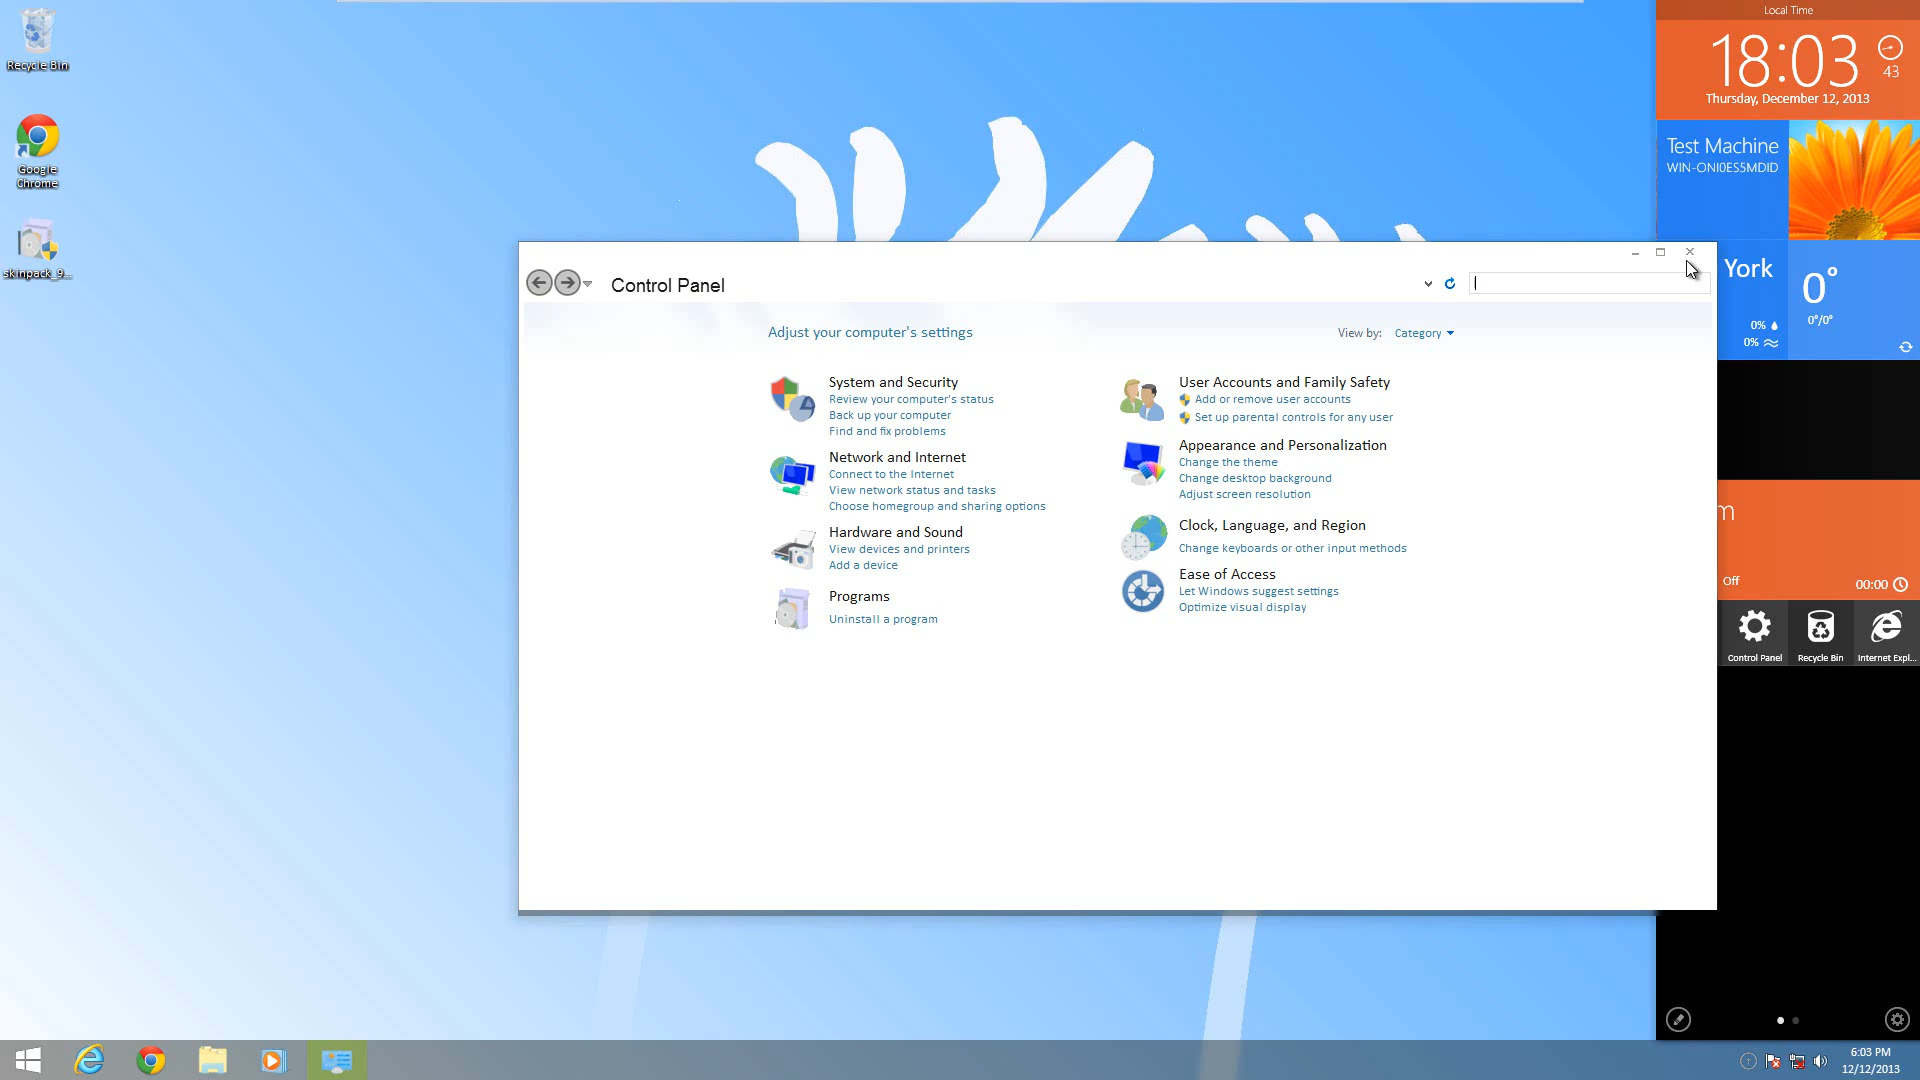 Recycle Bin
Google
Chrome
skinpack_9...
Control Panel
Adjust your computer's settings
View by: Category
System and Security
Review your computer's status
Back up your computer
Find and fix problems
Network and Internet
Connect to the Internet
View network status and tasks
Choose homegroup and sharing options
Hardware and Sound
View devices and printers
Add a device
Programs
Uninstall a program
User Accounts and Family Safety
Add or remove user accounts
Set up parental controls for any user
Appearance and Personalization
Change the theme
Change desktop background
Adjust screen resolution
Clock, Language, and Region
Change keyboards or other input methods
Ease of Access
Let Windows suggest settings
Optimize visual display
Local Time
18:03
43
Thursday, December 12, 2013
Test Machine
WIN-ONI0ES5MDID
York
0°
0°/0°
0%
0%
m
Off
00:00
Control Panel
Recycle Bin
Internet Expl...
6:03 PM
12/12/2013